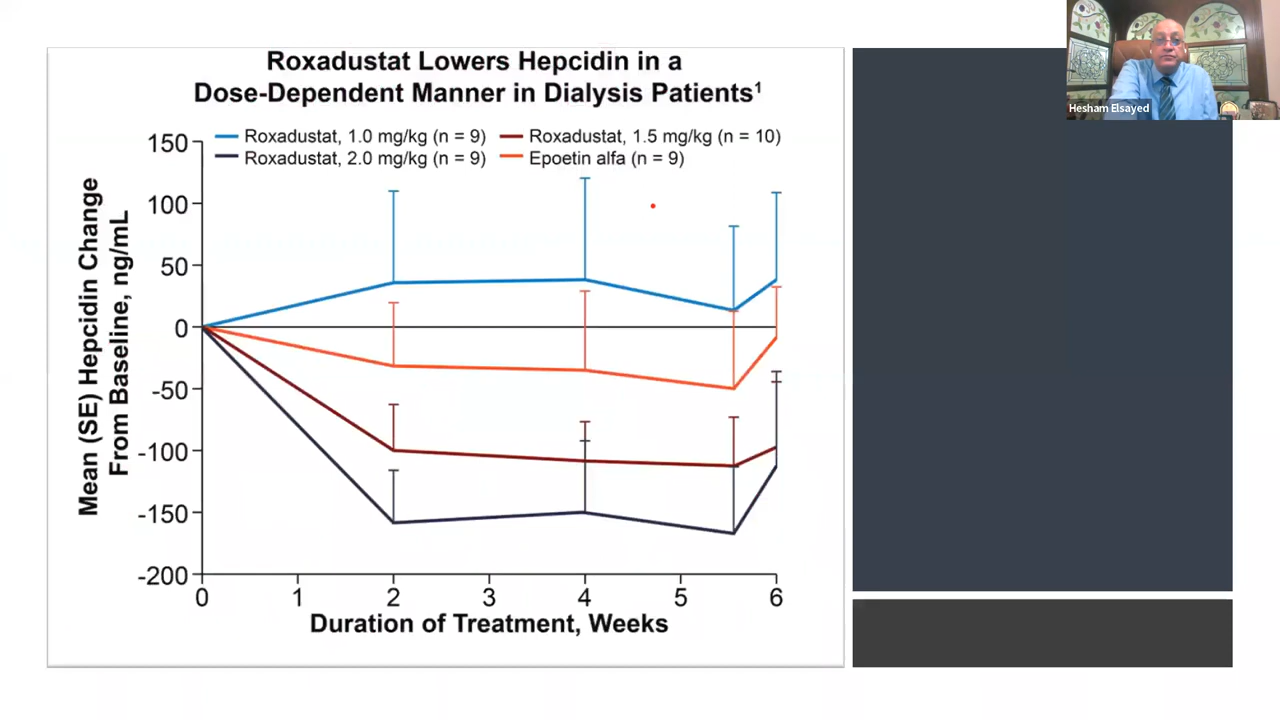 Roxadustat Lowers Hepcidin in a
Dose-Dependent Manner in Dialysis Patients¹
Roxadustat, 1.0 mg/kg (n = 9)
Roxadustat, 1.5 mg/kg (n = 10)
Roxadustat, 2.0 mg/kg (n = 9)
Epoetin alfa (n = 9)
Mean (SE) Hepcidin Change
From Baseline, ng/mL
150
100
50
0
-50
-100
-150
-200
0 1 2 3 4 5 6
Duration of Treatment, Weeks
Hesham Elsayed